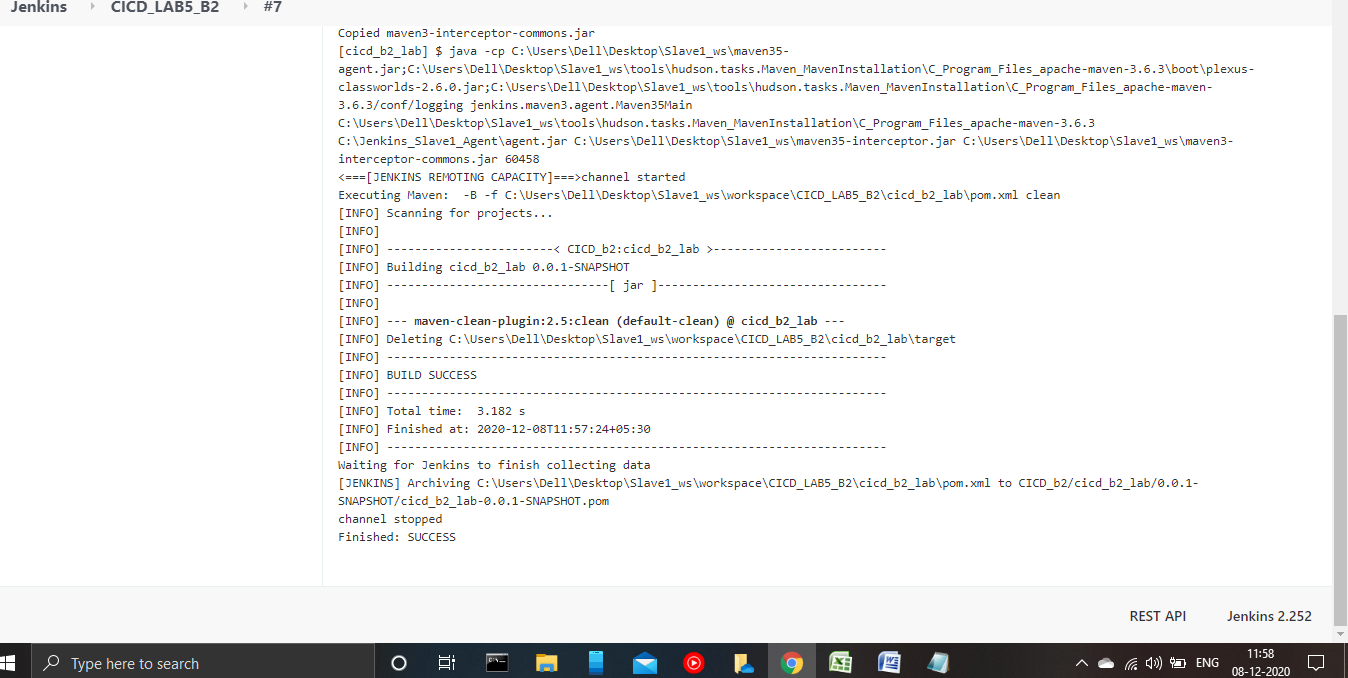 Jenkins CICD_LAB5_B2 #7
Copied maven3-interceptor-commons.jar
[cicd_b2_lab] $ java -cp C:\Users\Dell\Desktop\Slave1_ws\maven35-
agent.jar;C:\Users\Dell\Desktop\Slave1_ws\tools\hudson.tasks.Maven_MavenInstallation\C_Program_Files_apache-maven-3.6.3\boot\plexus-
classworlds-2.6.0.jar;C:\Users\Dell\Desktop\Slave1_ws\tools\hudson.tasks.Maven_MavenInstallation\C_Program_Files_apache-maven-
3.6.3/conf/logging jenkins.maven3.agent.Maven35Main
C:\Users\Dell\Desktop\Slave1_ws\tools\hudson.tasks.Maven_MavenInstallation\C_Program_Files_apache-maven-3.6.3
C:\Jenkins_Slave1_Agent\agent.jar C:\Users\Dell\Desktop\Slave1_ws\maven35-interceptor.jar C:\Users\Dell\Desktop\Slave1_ws\maven3-
interceptor-commons.jar 60458
<===[JENKINS REMOTING CAPACITY]===>channel started
Executing Maven:  -B -f C:\Users\Dell\Desktop\Slave1_ws\workspace\CICD_LAB5_B2\cicd_b2_lab\pom.xml clean
[INFO] Scanning for projects...
[INFO]
[INFO] ------------------------< CICD_b2:cicd_b2_lab >-------------------------
[INFO] Building cicd_b2_lab 0.0.1-SNAPSHOT
[INFO] --------------------------------[ jar ]---------------------------------
[INFO]
[INFO] --- maven-clean-plugin:2.5:clean (default-clean) @ cicd_b2_lab ---
[INFO] Deleting C:\Users\Dell\Desktop\Slave1_ws\workspace\CICD_LAB5_B2\cicd_b2_lab\target
[INFO] ------------------------------------------------------------------------
[INFO] BUILD SUCCESS
[INFO] ------------------------------------------------------------------------
[INFO] Total time:  3.182 s
[INFO] Finished at: 2020-12-08T11:57:24+05:30
[INFO] ------------------------------------------------------------------------
Waiting for Jenkins to finish collecting data
[JENKINS] Archiving C:\Users\Dell\Desktop\Slave1_ws\workspace\CICD_LAB5_B2\cicd_b2_lab\pom.xml to CICD_b2/cicd_b2_lab/0.0.1-
SNAPSHOT/cicd_b2_lab-0.0.1-SNAPSHOT.pom
channel stopped
Finished: SUCCESS
REST API Jenkins 2.252
Type here to search
ENG
11:58
08-12-2020